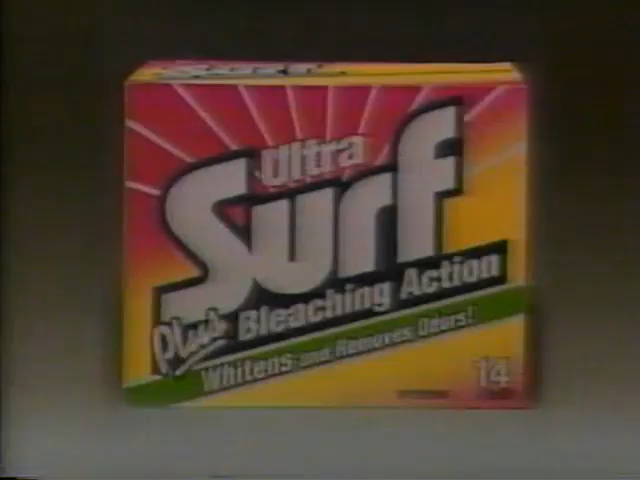 Ultra
Surf
Plus Bleaching Action
Whitens and Removes Odors!
14